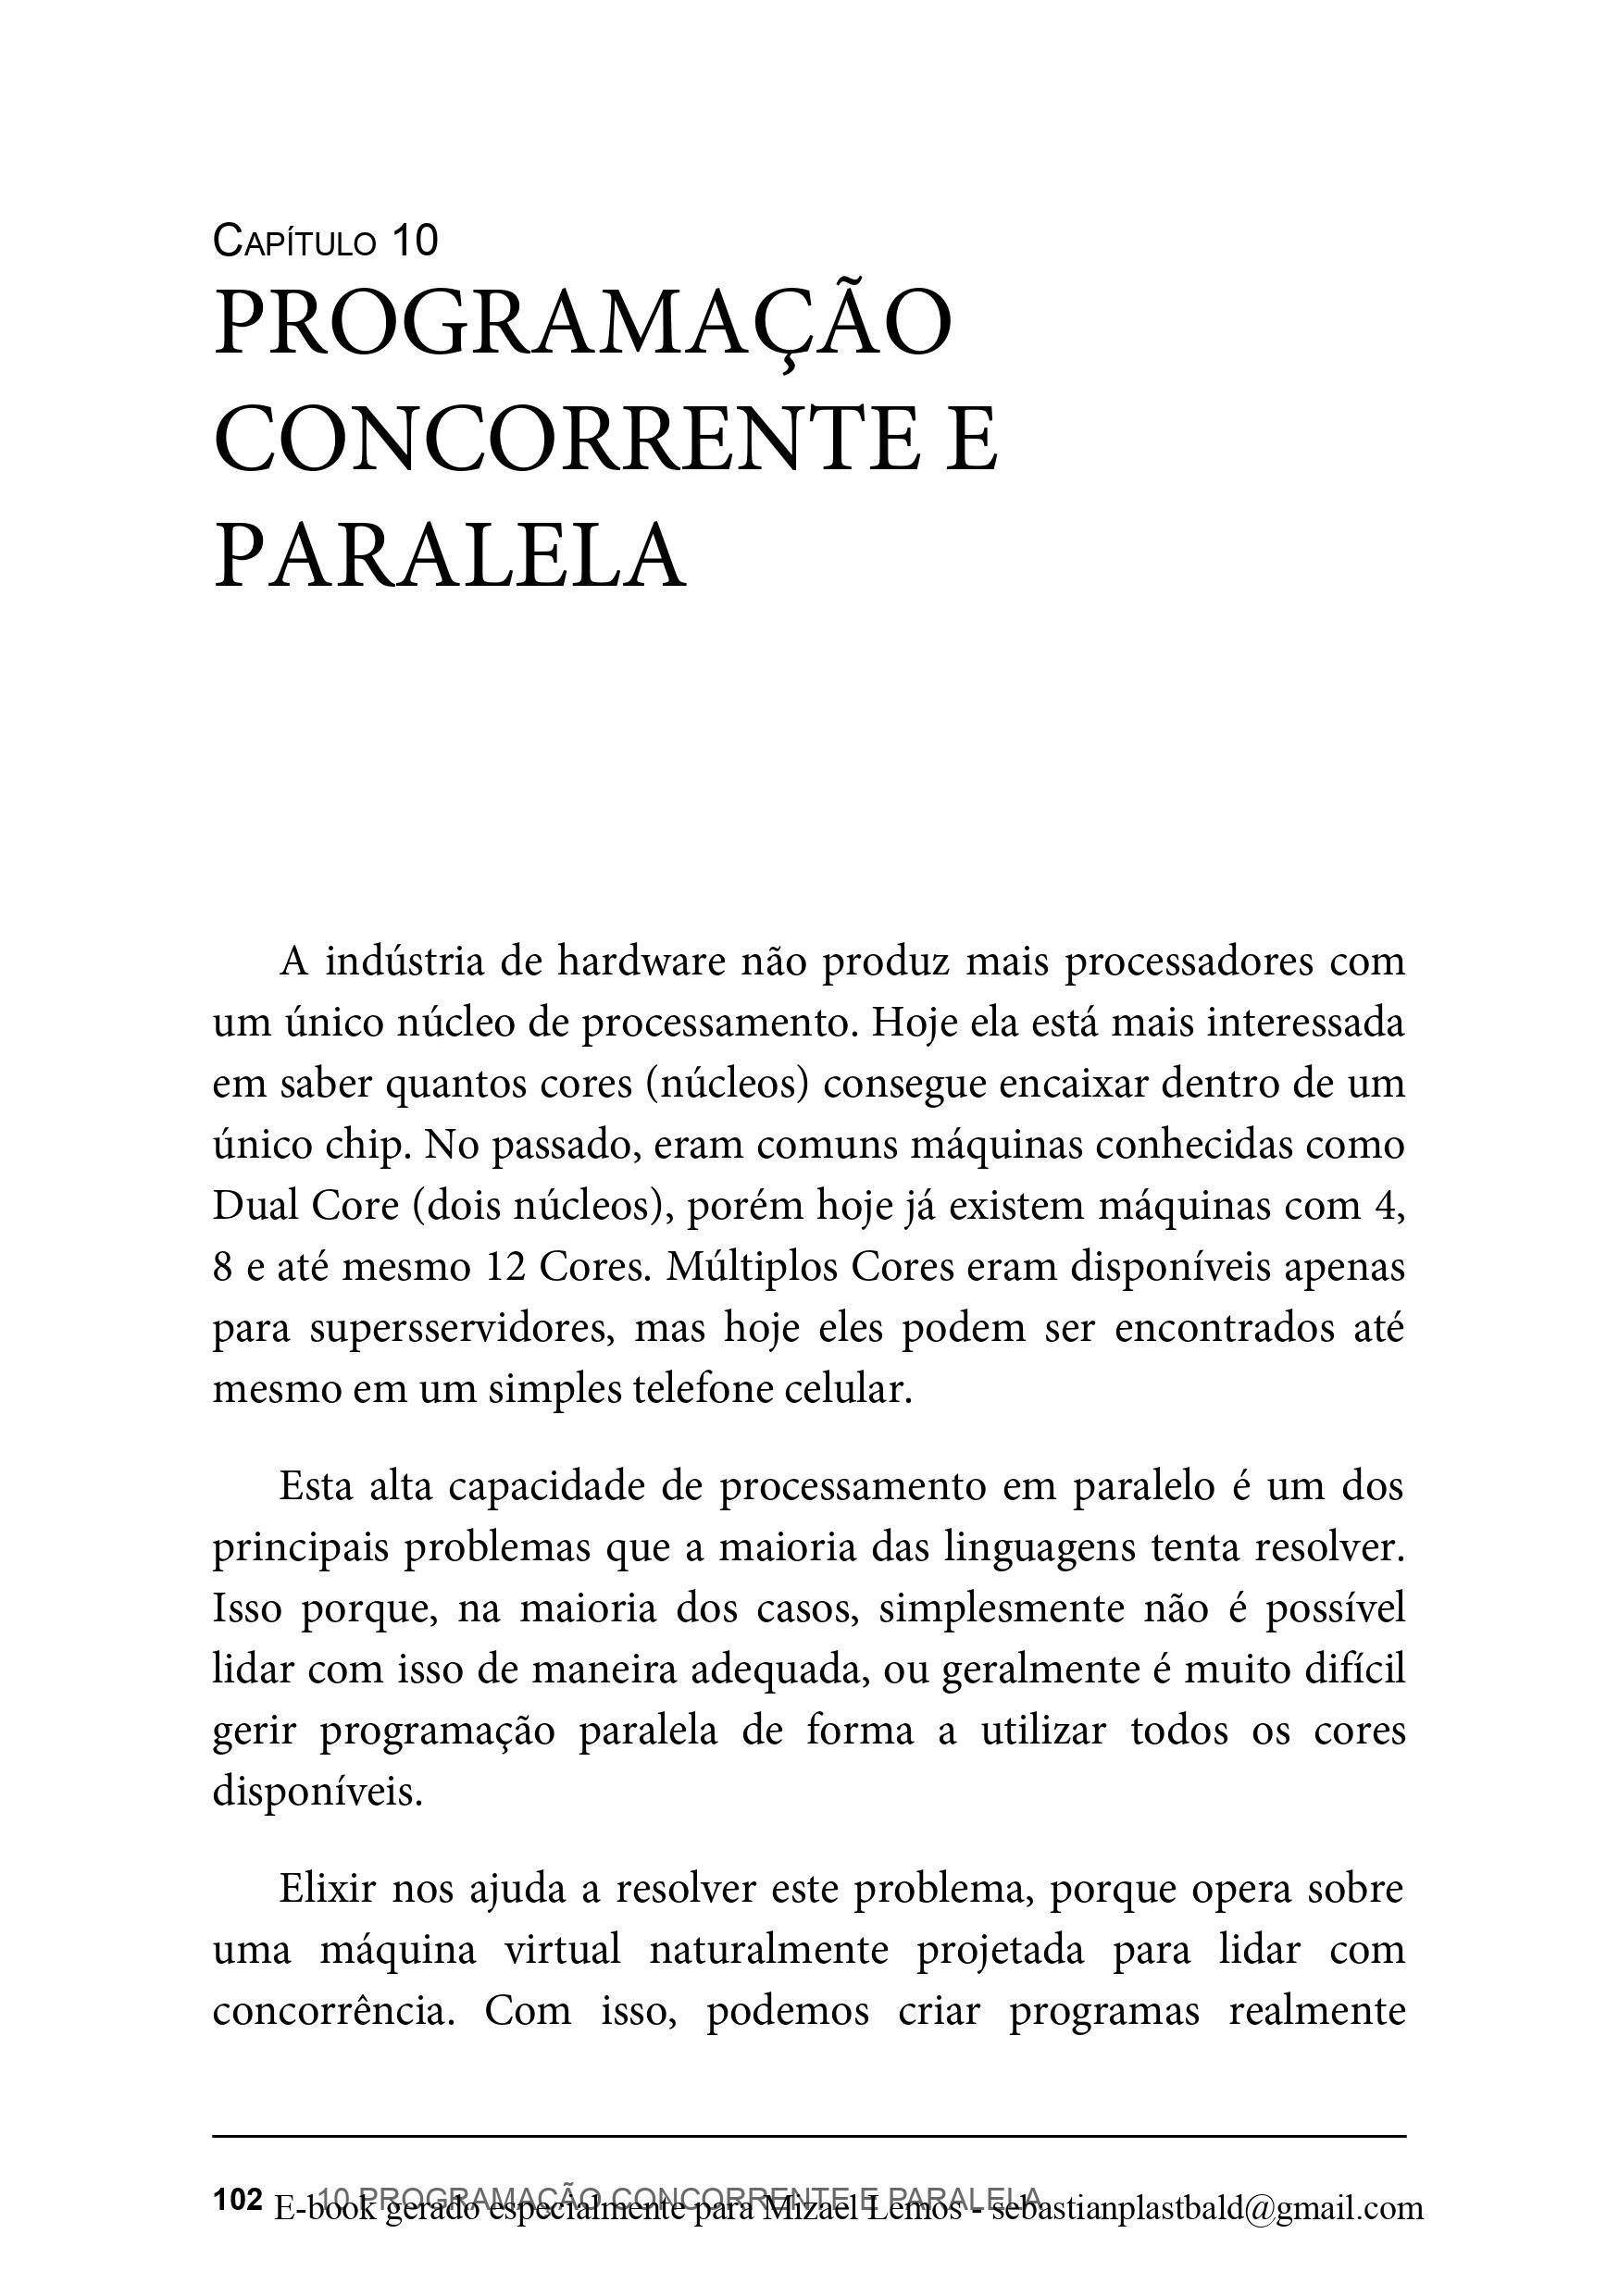 Capítulo 10
PROGRAMAÇÃO
CONCORRENTE E
PARALELA
A indústria de hardware não produz mais processadores com
um único núcleo de processamento. Hoje ela está mais interessada
em saber quantos cores (núcleos) consegue encaixar dentro de um
único chip. No passado, eram comuns máquinas conhecidas como
Dual Core (dois núcleos), porém hoje já existem máquinas com 4,
8 e até mesmo 12 Cores. Múltiplos Cores eram disponíveis apenas
para supersservidores, mas hoje eles podem ser encontrados até
mesmo em um simples telefone celular.
Esta alta capacidade de processamento em paralelo é um dos
principais problemas que a maioria das linguagens tenta resolver.
Isso porque, na maioria dos casos, simplesmente não é possível
lidar com isso de maneira adequada, ou geralmente é muito difícil
gerir programação paralela de forma a utilizar todos os cores
disponíveis.
Elixir nos ajuda a resolver este problema, porque opera sobre
uma máquina virtual naturalmente projetada para lidar com
concorrência. Com isso, podemos criar programas realmente
102 10 PROGRAMAÇÃO CONCORRENTE E PARALELA
E-book gerado especialmente para Mizael Lemos - sebastianplastbald@gmail.com